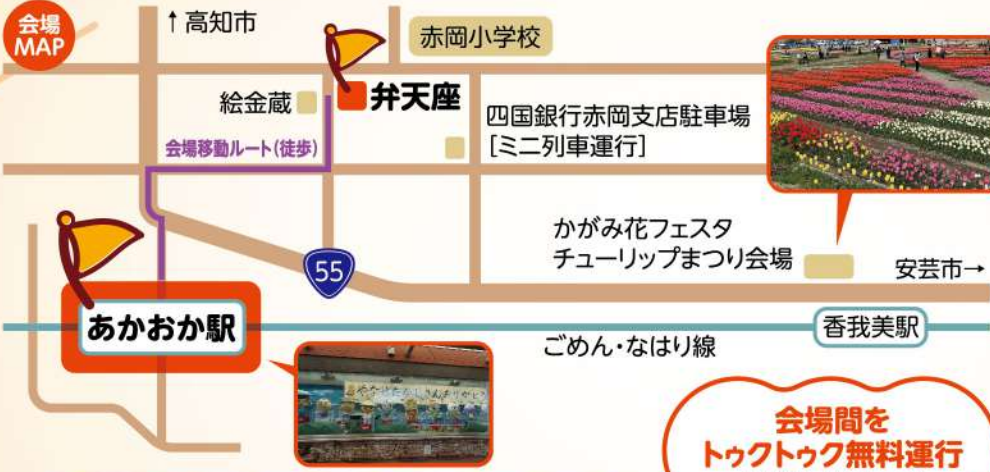 会場
MAP
↑高知市
赤岡小学校
絵金蔵
弁天座
四国銀行赤岡支店駐車場
[ミニ列車運行]
会場移動ルート(徒歩)
かがみ花フェスタ
チューリップまつり会場
55
安芸市→
あかおか駅
香我美駅
ごめん・なはり線
会場間を
トゥクトゥク無料運行